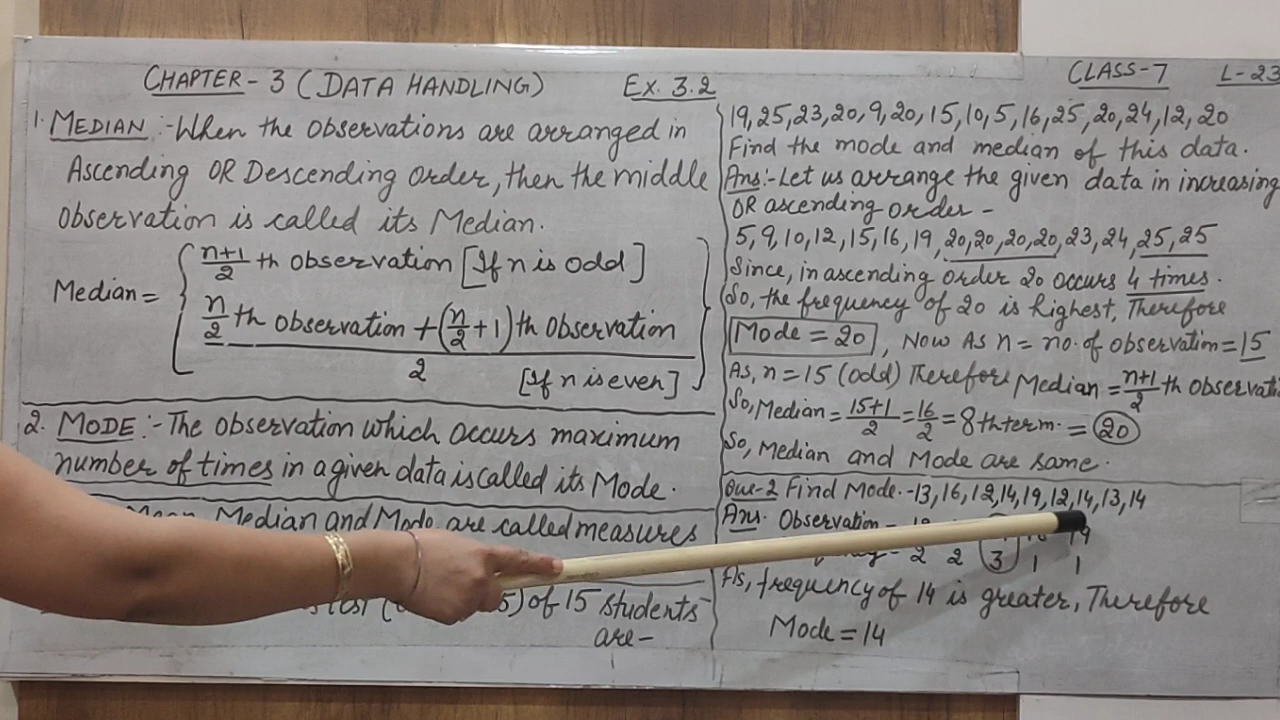 CHAPTER - 3 (DATA HANDLING) Ex. 3.2
1. MEDIAN :- When the observations are arranged in
Ascending OR Descending Order, then the middle
Observation is called its Median.
Median = { n+1/2 th observation [If n is odd]
n/2 th observation + (n/2 + 1) th observation
2 [If n is even] }
2. MODE :- The observation which occurs maximum
number of times in a given data is called its Mode.
Mean, Median and Mode are called measures
of 15 students
are -
CLASS-7 L-23
19, 25, 23, 20, 9, 20, 15, 10, 5, 16, 25, 20, 24, 12, 20
Find the mode and median of this data.
Ans:- Let us arrange the given data in increasing
OR ascending order -
5, 9, 10, 12, 15, 16, 19, 20, 20, 20, 20, 23, 24, 25, 25
Since, in ascending order 20 occurs 4 times.
So, the frequency of 20 is highest, Therefore
Mode = 20, Now As n = no. of observation = 15
As, n = 15 (odd) Therefore Median = n+1/2 th observati
So, Median = 15+1/2 = 16/2 = 8th term. = 20
So, Median and Mode are same.
Que-2 Find Mode. - 13, 16, 12, 14, 19, 12, 14, 13, 14
Ans. Observation - 19
2 2 3 1 1
As, frequency of 14 is greater, Therefore
Mode = 14